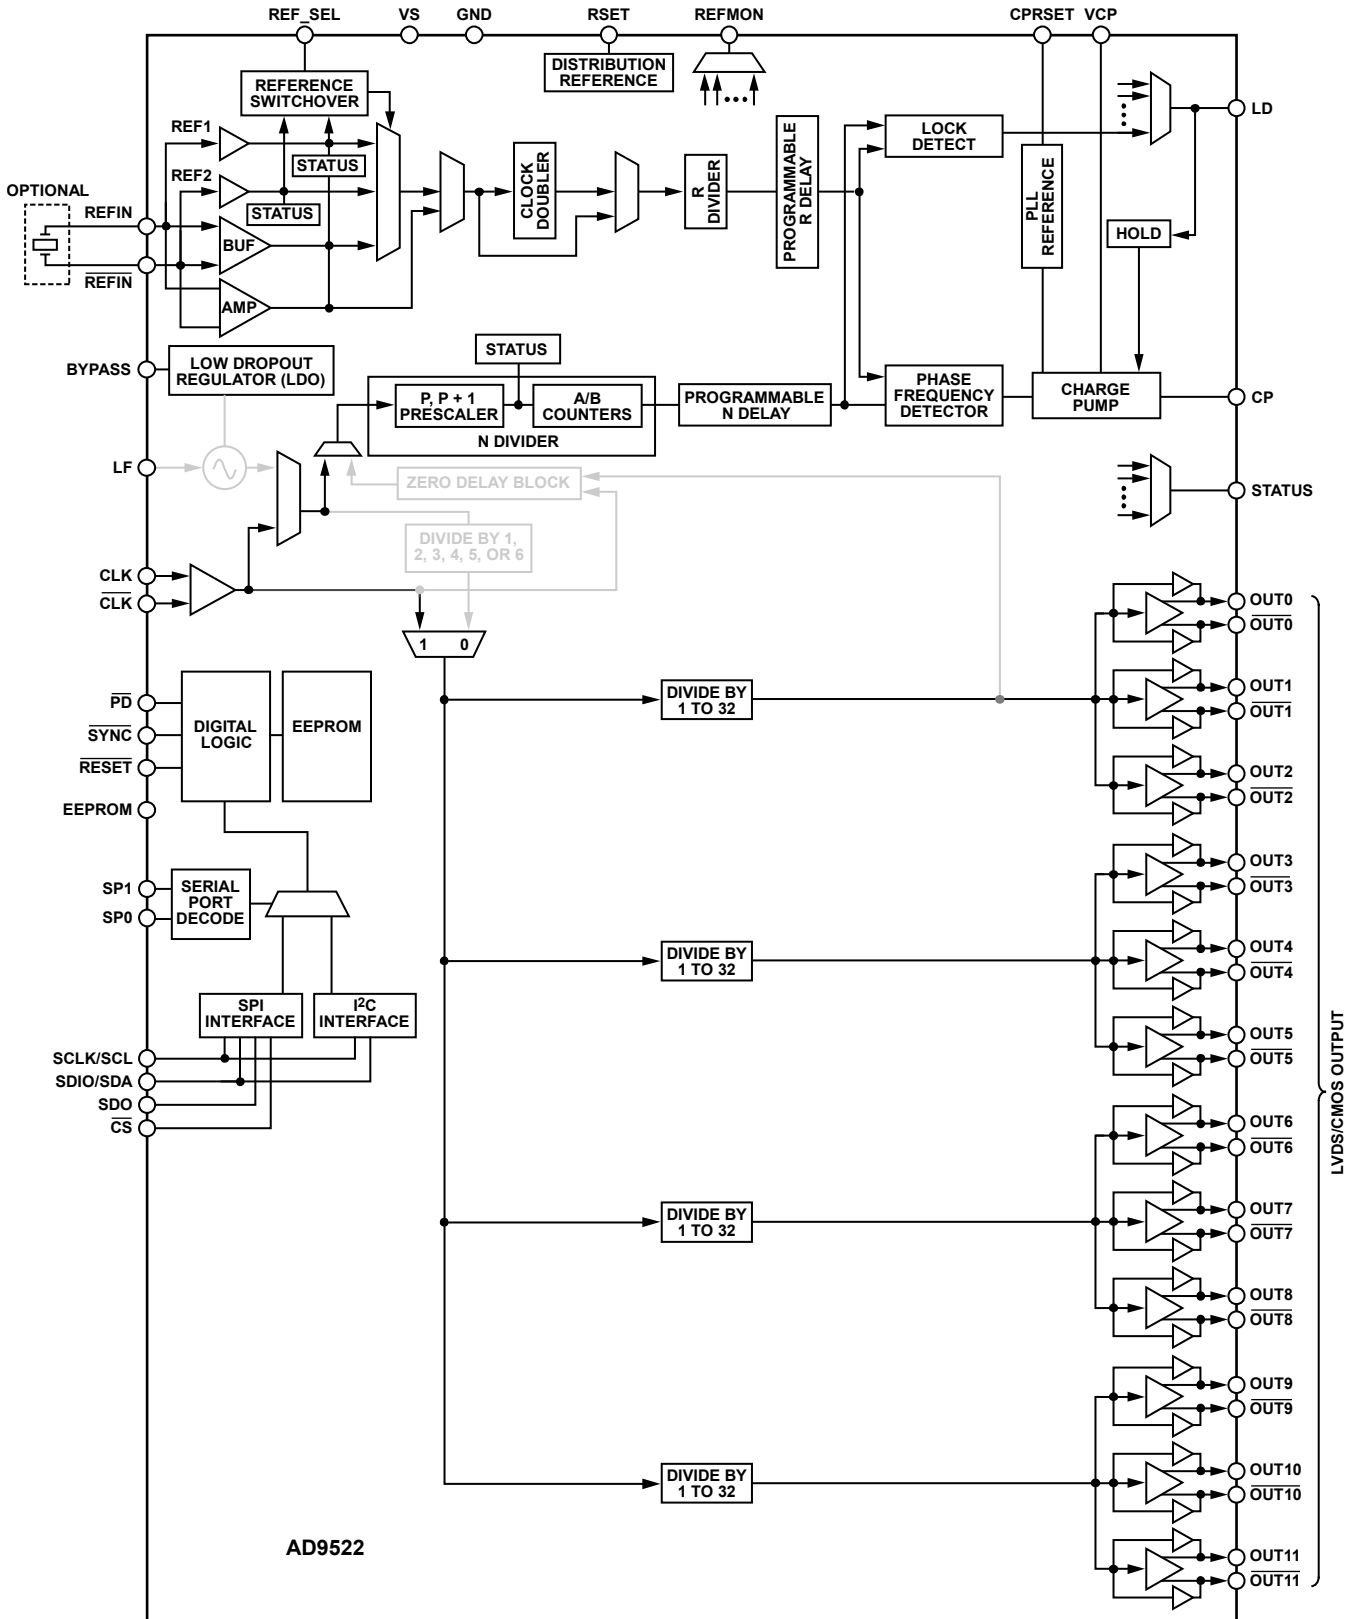 REF_SEL
VS
GND
RSET
REFMON
CPRSET
VCP
DISTRIBUTION
REFERENCE
REFERENCE
SWITCHOVER
LD
REF1
STATUS
REF2
STATUS
CLOCK
DOUBLER
R
DIVIDER
PROGRAMMABLE
R DELAY
LOCK
DETECT
PLL
REFERENCE
HOLD
OPTIONAL
REFIN
REFIN
BUF
AMP
BYPASS
LOW DROPOUT
REGULATOR (LDO)
STATUS
P, P + 1
PRESCALER
A/B
COUNTERS
N DIVIDER
PROGRAMMABLE
N DELAY
PHASE
FREQUENCY
DETECTOR
CHARGE
PUMP
CP
LF
ZERO DELAY BLOCK
STATUS
DIVIDE BY 1,
2, 3, 4, 5, OR 6
CLK
CLK
1
0
OUT0
OUT0
PD
SYNC
RESET
EEPROM
DIGITAL
LOGIC
EEPROM
DIVIDE BY
1 TO 32
OUT1
OUT1
OUT2
OUT2
SP1
SP0
SERIAL
PORT
DECODE
OUT3
OUT3
DIVIDE BY
1 TO 32
OUT4
OUT4
SPI
INTERFACE
I2C
INTERFACE
OUT5
OUT5
SCLK/SCL
SDIO/SDA
SDO
CS
LVDS/CMOS OUTPUT
OUT6
OUT6
DIVIDE BY
1 TO 32
OUT7
OUT7
OUT8
OUT8
OUT9
OUT9
DIVIDE BY
1 TO 32
OUT10
OUT10
AD9522
OUT11
OUT11